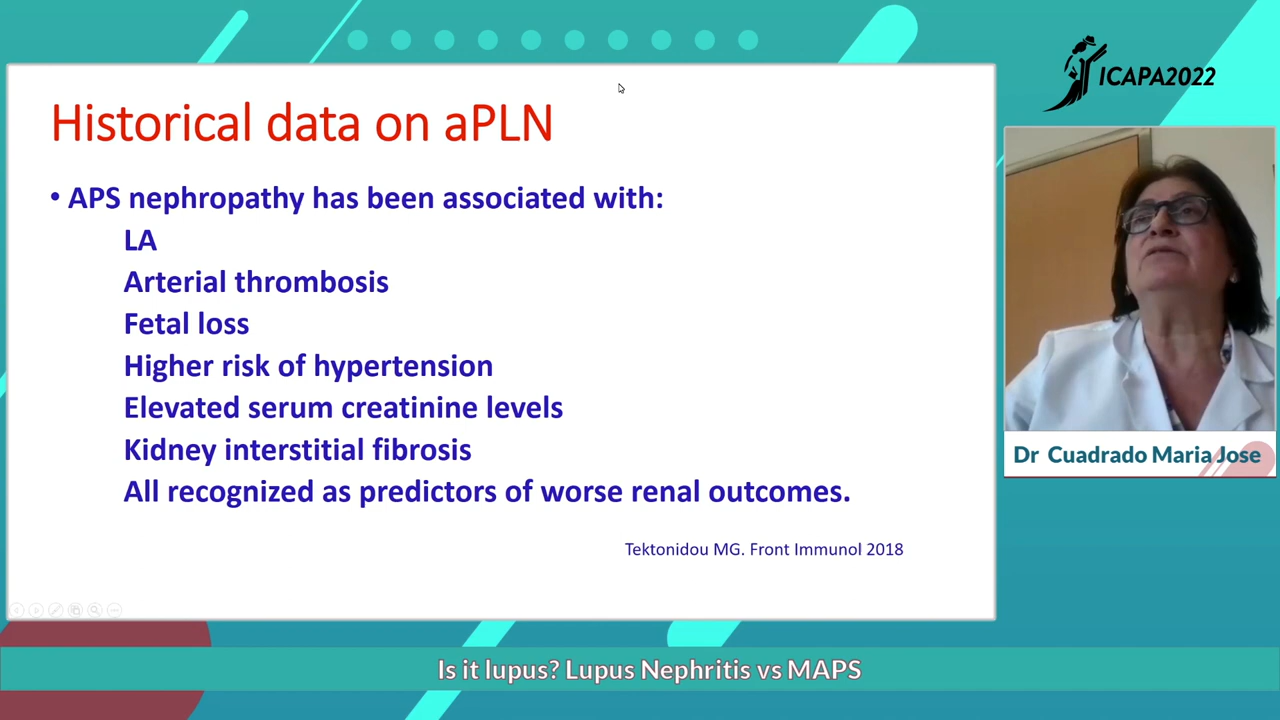 ICAPA2022
Historical data on aPLN
• APS nephropathy has been associated with:
LA
Arterial thrombosis
Fetal loss
Higher risk of hypertension
Elevated serum creatinine levels
Kidney interstitial fibrosis
All recognized as predictors of worse renal outcomes.
Tektonidou MG. Front Immunol 2018
Dr Cuadrado Maria Jose
Is it lupus? Lupus Nephritis vs MAPS